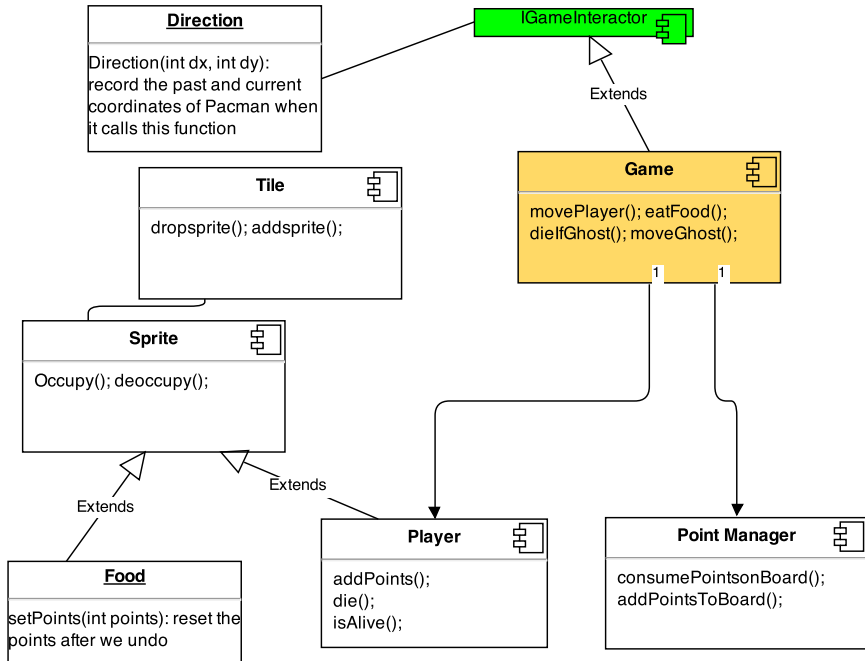 Direction
Direction(int dx, int dy):
record the past and current
coordinates of Pacman when
it calls this function
IGameInteractor
Extends
Game
movePlayer(); eatFood();
dieIfGhost(); moveGhost();
1
1
Tile
dropsprite(); addsprite();
Sprite
Occupy(); deoccupy();
Extends
Extends
Food
setPoints(int points): reset the
points after we undo
Player
addPoints();
die();
isAlive();
Point Manager
consumePointsonBoard();
addPointsToBoard();